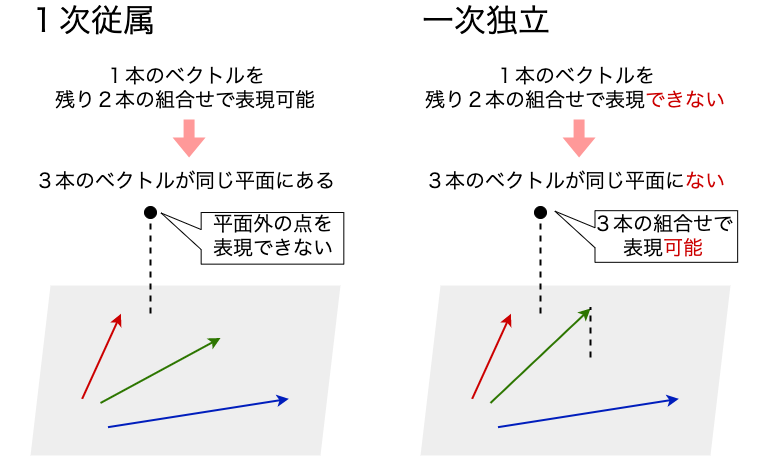 １次従属
１本のベクトルを
残り２本の組合せで表現可能
３本のベクトルが同じ平面にある
平面外の点を
表現できない
一次独立
１本のベクトルを
残り２本の組合せで表現できない
３本のベクトルが同じ平面にない
３本の組合せで
表現可能